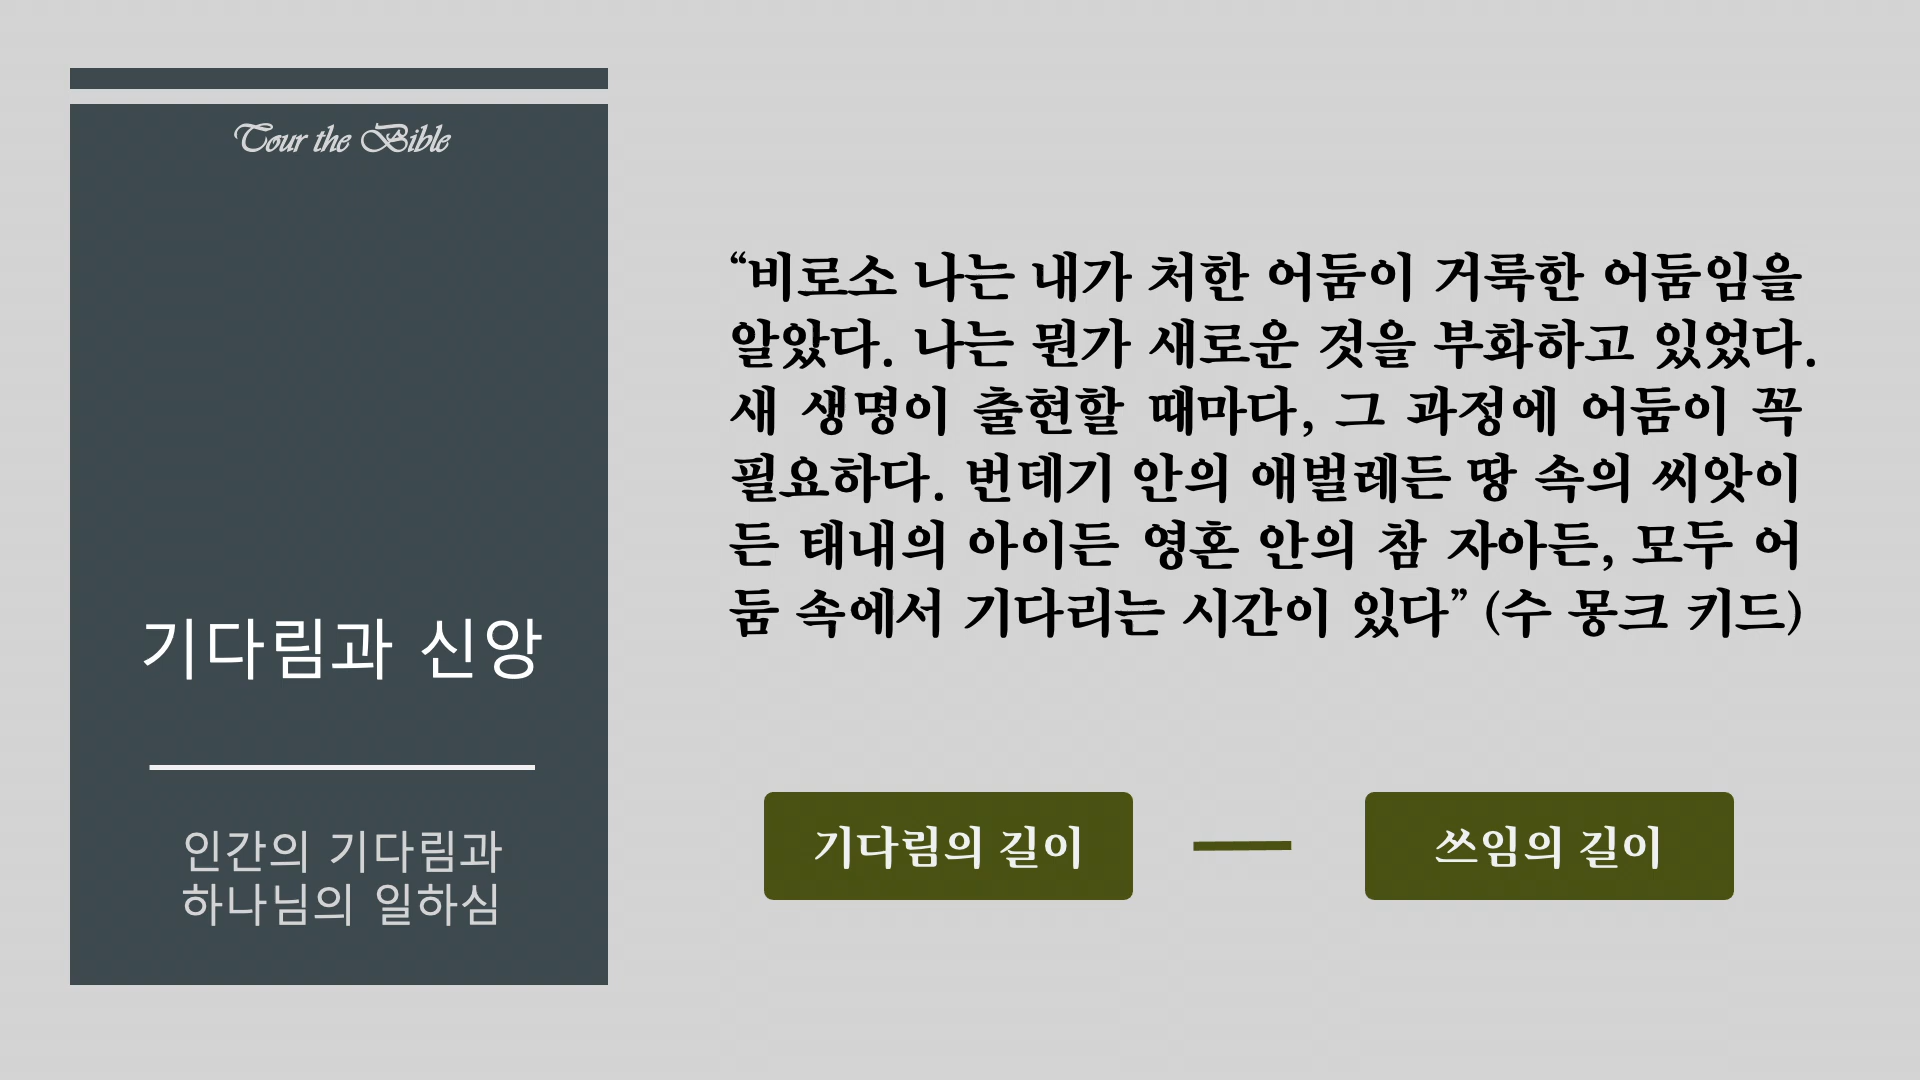 Tour the Bible
기다림과 신앙
인간의 기다림과
하나님의 일하심
“비로소 나는 내가 처한 어둠이 거룩한 어둠임을
알았다. 나는 뭔가 새로운 것을 부화하고 있었다.
새 생명이 출현할 때마다, 그 과정에 어둠이 꼭
필요하다. 번데기 안의 애벌레든 땅 속의 씨앗이
든 태내의 아이든 영혼 안의 참 자아든, 모두 어
둠 속에서 기다리는 시간이 있다” (수 몽크 키드)
기다림의 길이
쓰임의 길이